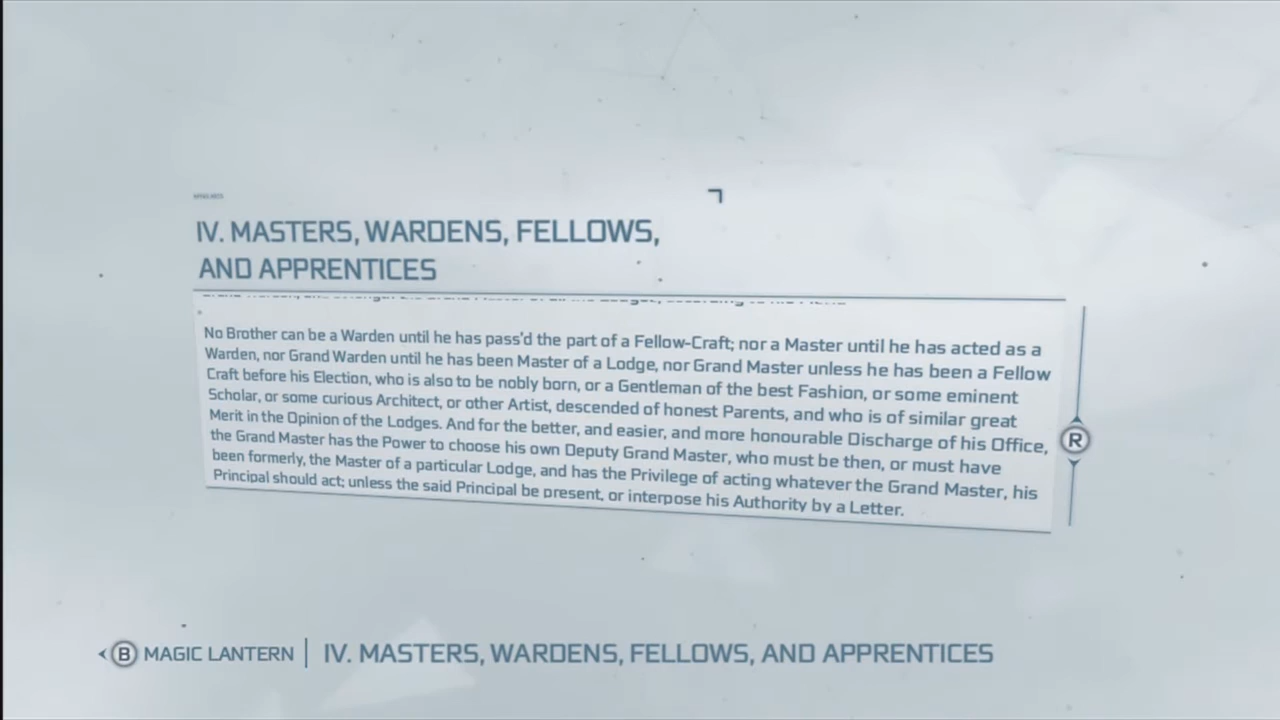 IV. MASTERS, WARDENS, FELLOWS,
AND APPRENTICES
No Brother can be a Warden until he has pass'd the part of a Fellow-Craft; nor a Master until he has acted as a
Warden, nor Grand Warden until he has been Master of a Lodge, nor Grand Master unless he has been a Fellow
Craft before his Election, who is also to be nobly born, or a Gentleman of the best Fashion, or some eminent
Scholar, or some curious Architect, or other Artist, descended of honest Parents, and who is of similar great
Merit in the Opinion of the Lodges. And for the better, and easier, and more honourable Discharge of his Office,
the Grand Master has the Power to choose his own Deputy Grand Master, who must be then, or must have
been formerly, the Master of a particular Lodge, and has the Privilege of acting whatever the Grand Master, his
Principal should act; unless the said Principal be present, or interpose his Authority by a Letter.
R
B MAGIC LANTERN | IV. MASTERS, WARDENS, FELLOWS, AND APPRENTICES